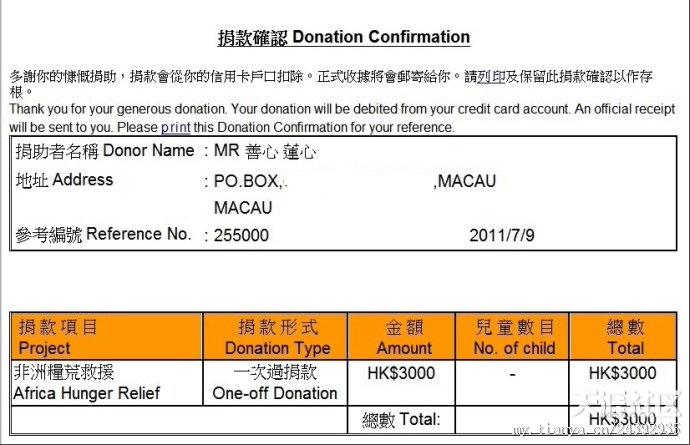 捐款確認 Donation Confirmation
多謝你的慷慨捐助，捐款會從你的信用卡戶口扣除。正式收據將會郵寄給你。請列印及保留此捐款確認以作存
根。
Thank you for your generous donation. Your donation will be debited from your credit card account. An official receipt
will be sent to you. Please print this Donation Confirmation for your reference.
捐助者名稱 Donor Name : MR 善心 蓮心
地址 Address : PO.BOX, ,MACAU
MACAU
參考編號 Reference No. : 255000 2011/7/9
捐款項目 捐款形式 金額 兒童數目 總數
Project Donation Type Amount No. of child Total
非洲糧荒救援 一次過捐款 HK$3000 - HK$3000
Africa Hunger Relief One-off Donation
總數 Total: HK$3000
天涯社区